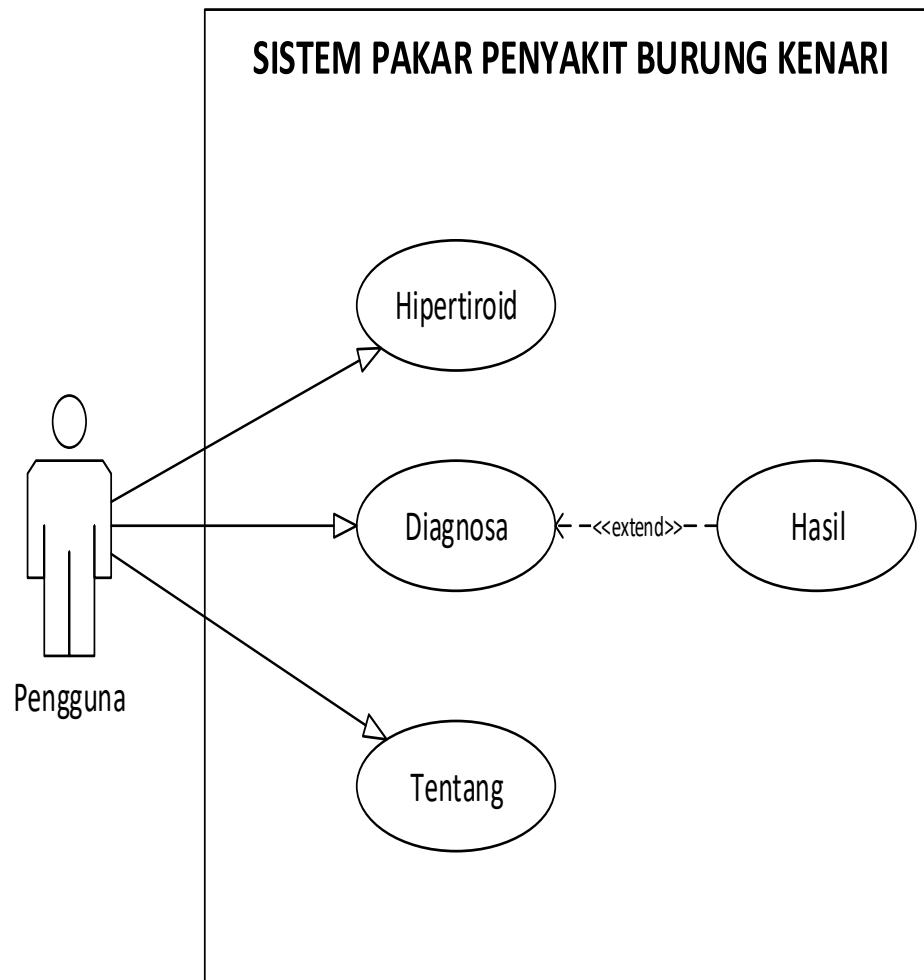 SISTEM PAKAR PENYAKIT BURUNG KENARI
Hipertiroid
Diagnosa
<<extend>>
Hasil
Pengguna
Tentang